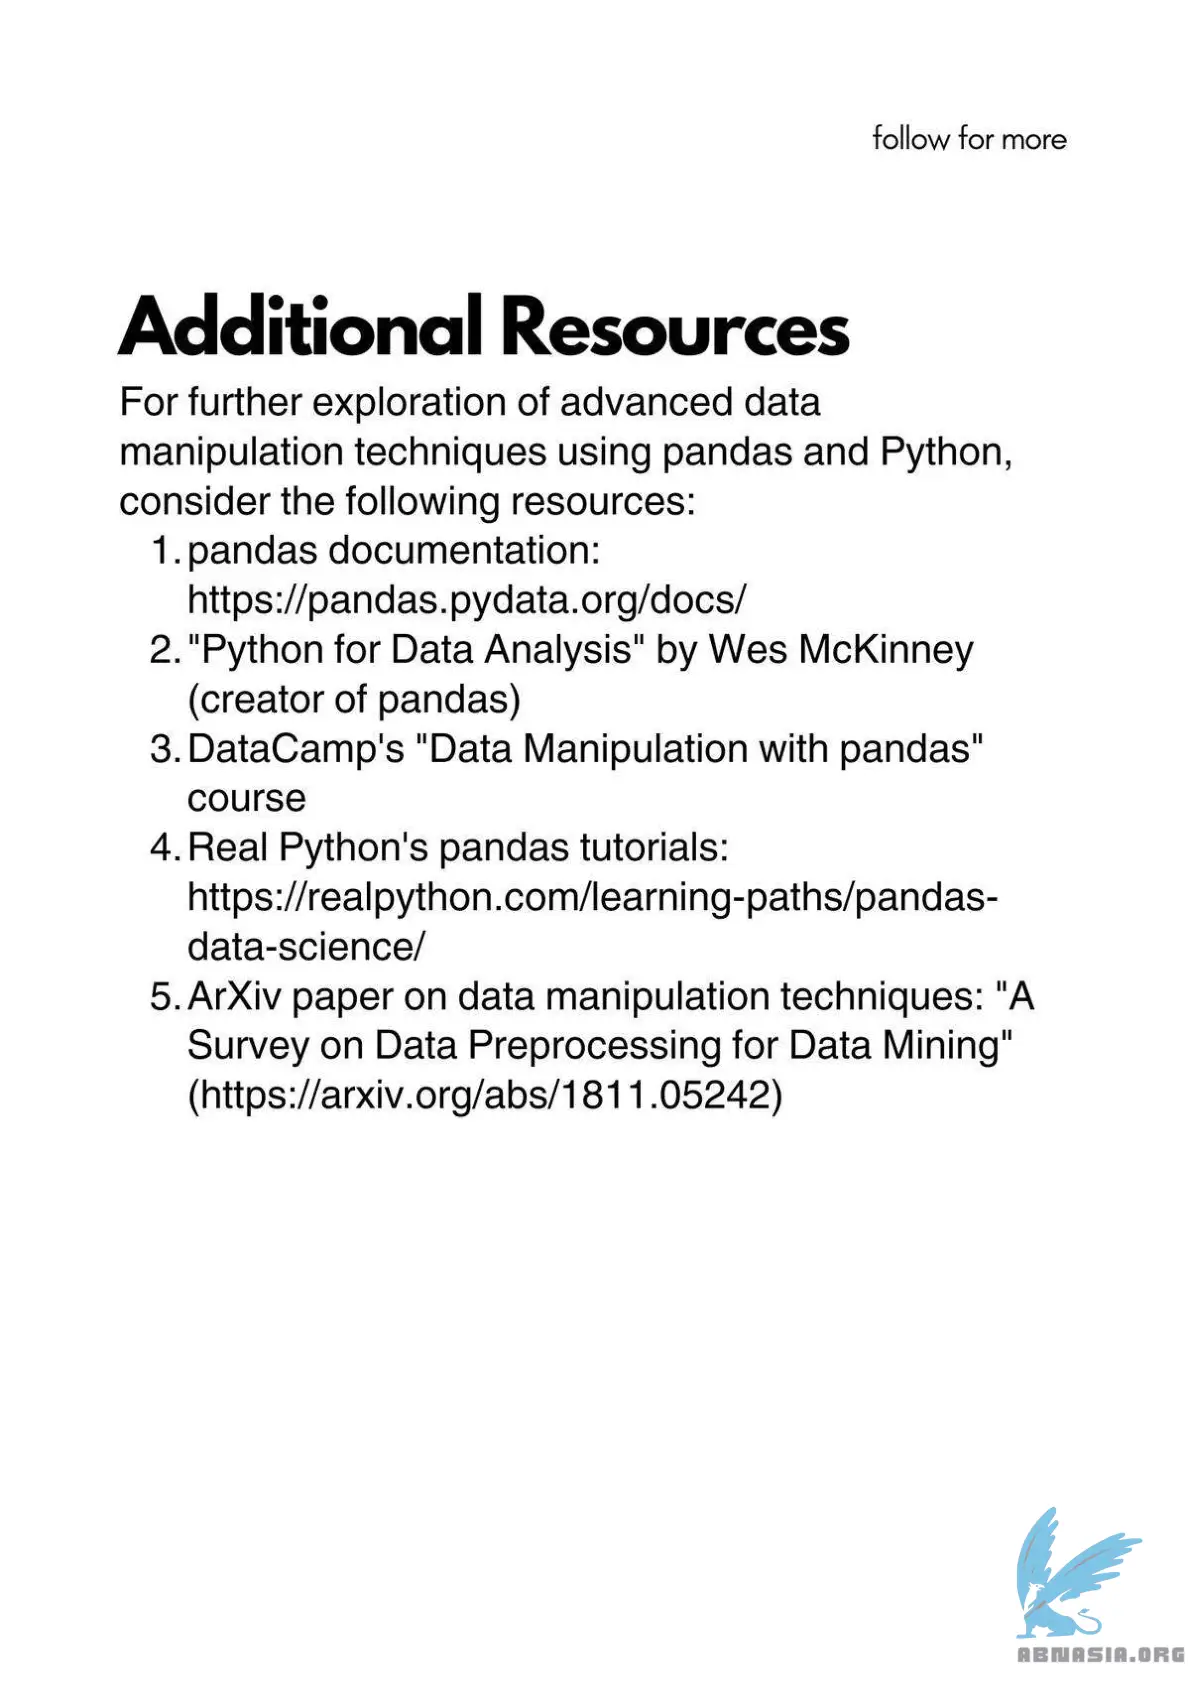 follow for more
Additional Resources
For further exploration of advanced data
manipulation techniques using pandas and Python,
consider the following resources:
1. pandas documentation:
https://pandas.pydata.org/docs/
2. "Python for Data Analysis" by Wes McKinney
(creator of pandas)
3. DataCamp's "Data Manipulation with pandas"
course
4. Real Python's pandas tutorials:
https://realpython.com/learning-paths/pandas-
data-science/
5. ArXiv paper on data manipulation techniques: "A
Survey on Data Preprocessing for Data Mining"
(https://arxiv.org/abs/1811.05242)
ABNASIA.ORG